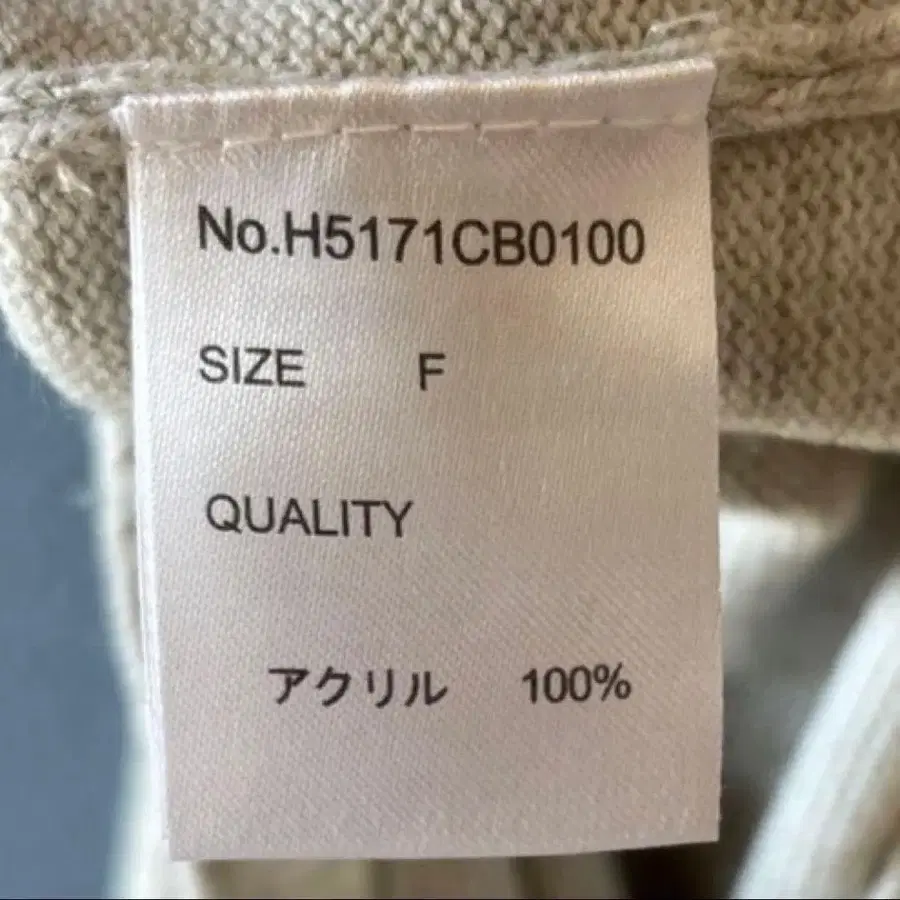 No.H5171CB0100
SIZE F
QUALITY
アクリル 100%